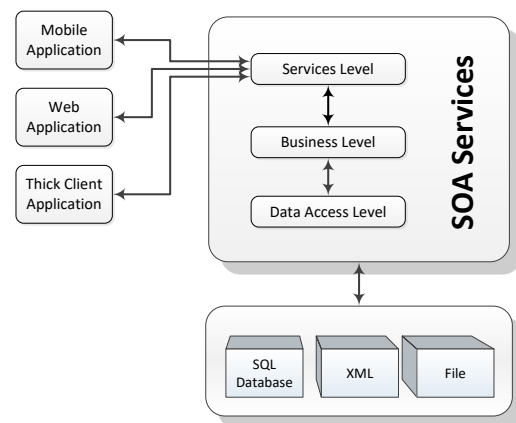 Mobile
Application
Web
Application
Thick Client
Application
Services Level
Business Level
Data Access Level
SOA Services
SQL
Database
XML
File